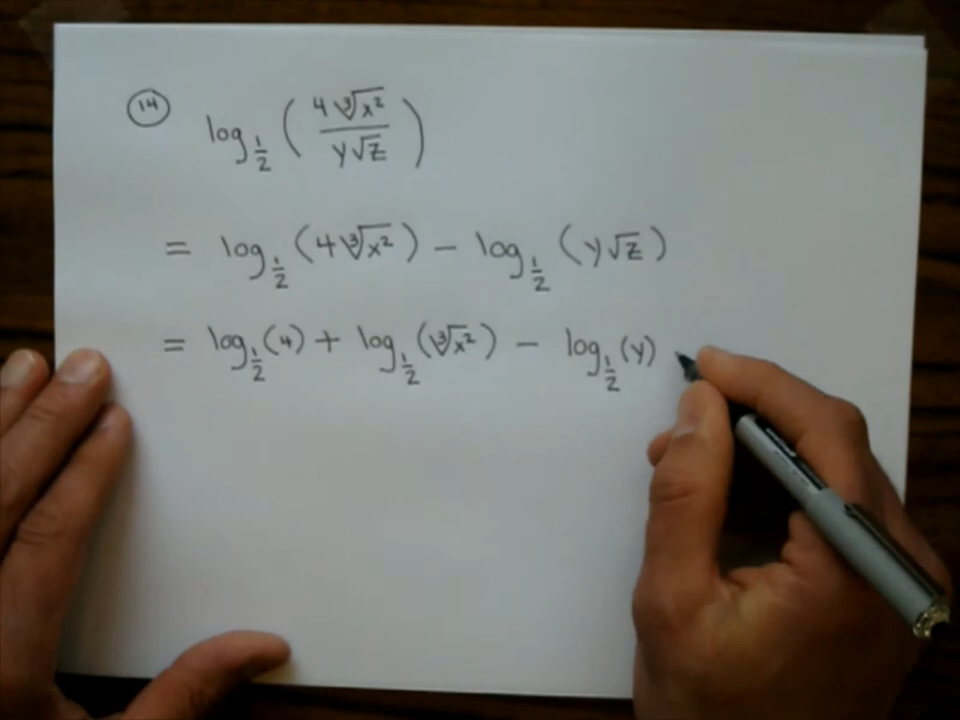 14 log_{1/2} ( 4∛x² / y√z )
= log_{1/2} (4∛x²) − log_{1/2} (y√z)
= log_{1/2} (4) + log_{1/2} (∛x²) − log_{1/2} (y)